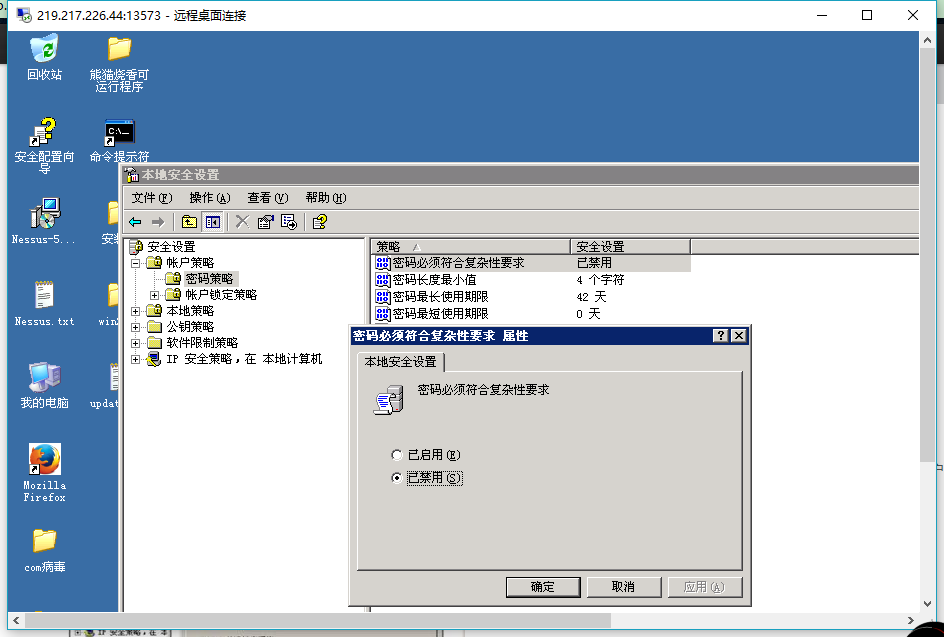 219.217.226.44:13573 - 远程桌面连接
回收站
熊猫烧香可
运行程序
安全配置向
导
命令提示符
C:\_
Nessus-5...
安装
Nessus.txt
win2
我的电脑
updat
Mozilla
Firefox
com病毒
本地安全设置
文件(F) 操作(A) 查看(V) 帮助(H)
安全设置
帐户策略
密码策略
帐户锁定策略
本地策略
公钥策略
软件限制策略
IP 安全策略，在 本地计算机
策略 安全设置
密码必须符合复杂性要求 已禁用
密码长度最小值 4 个字符
密码最长使用期限 42 天
密码最短使用期限 0 天
密码必须符合复杂性要求 属性
本地安全设置
密码必须符合复杂性要求
已启用(E)
已禁用(S)
确定 取消 应用(A)
IP 安全策略，在 本